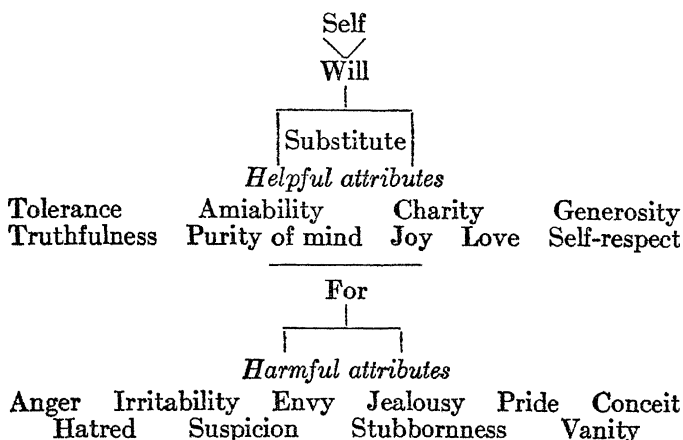 Self
Will
Substitute
Helpful attributes
Tolerance Amiability Charity Generosity
Truthfulness Purity of mind Joy Love Self-respect
For
Harmful attributes
Anger Irritability Envy Jealousy Pride Conceit
Hatred Suspicion Stubbornness Vanity